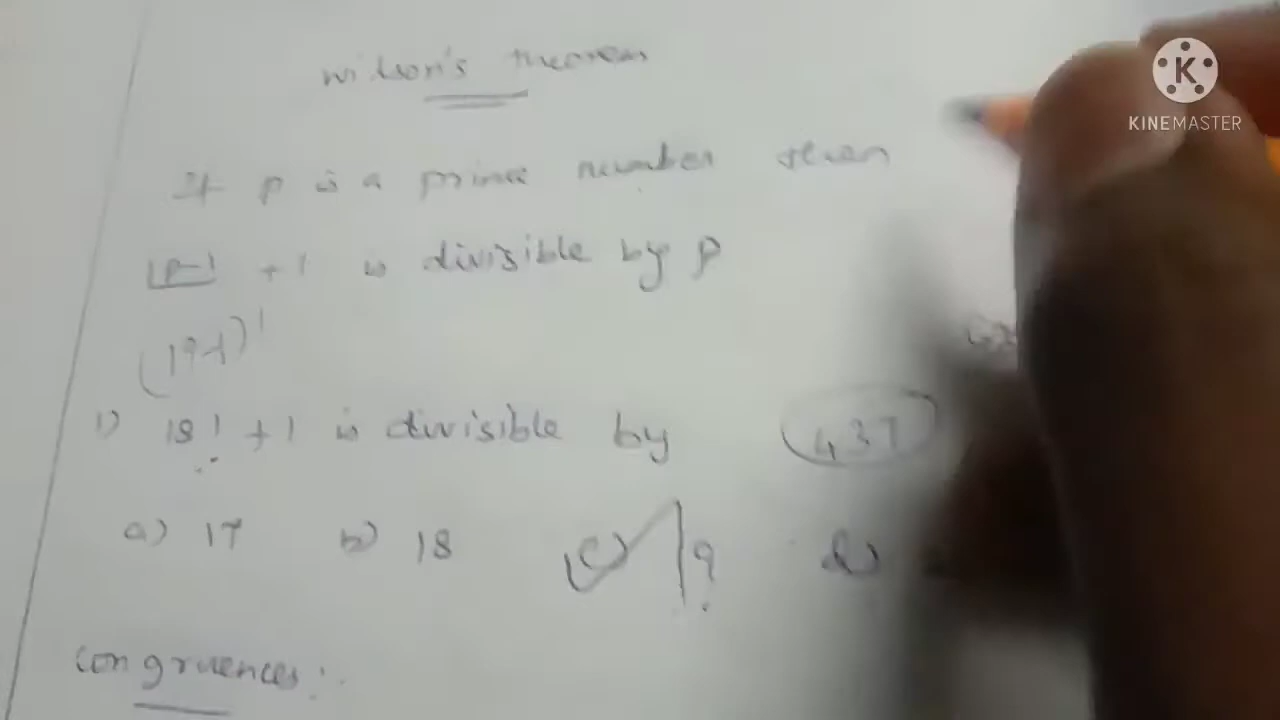 Wilson's theorem
If p is a prime number then
|p-1 + 1 is divisible by p
(19-1)!
1) 18! + 1 is divisible by 437
a) 17 b) 18 c) 19 d)
congruences:
KINEMASTER